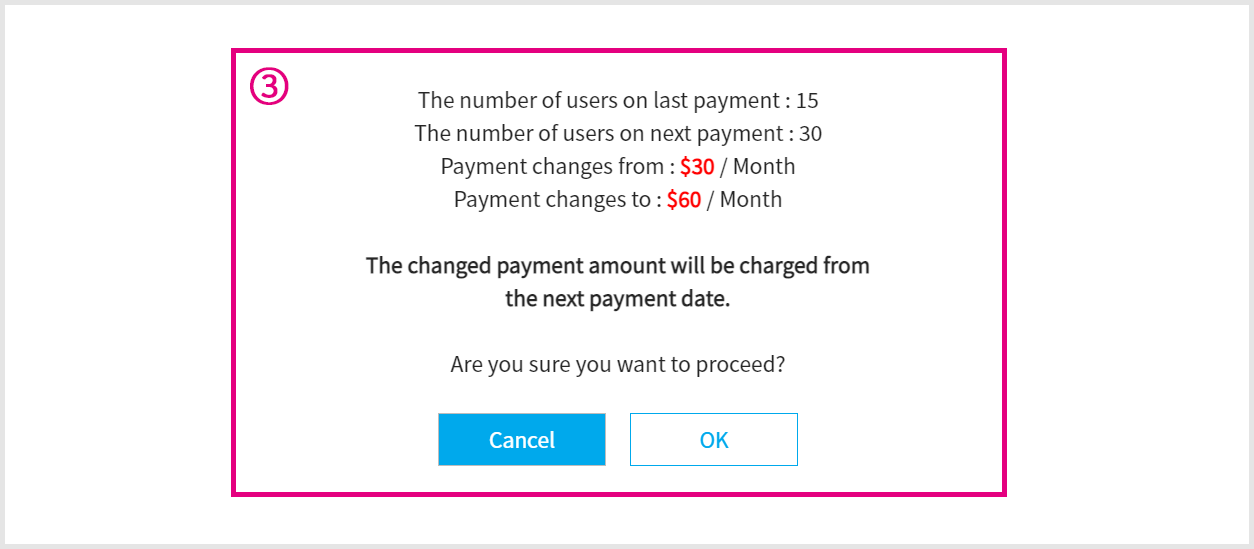 ③
The number of users on last payment : 15
The number of users on next payment : 30
Payment changes from : $30 / Month
Payment changes to : $60 / Month
The changed payment amount will be charged from
the next payment date.
Are you sure you want to proceed?
Cancel
OK